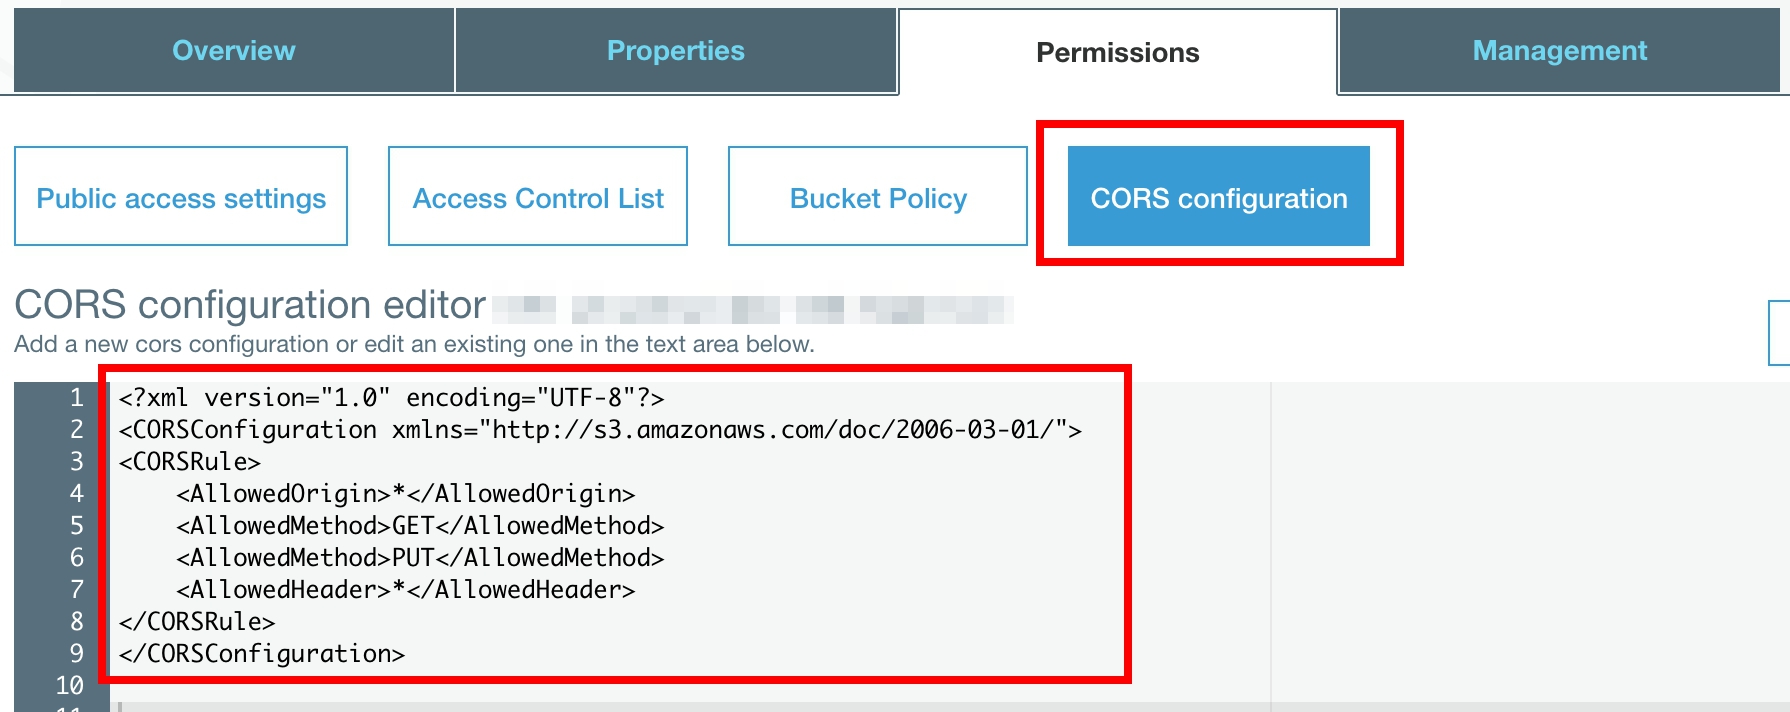 Overview Properties Permissions Management
Public access settings Access Control List Bucket Policy CORS configuration
CORS configuration editor
Add a new cors configuration or edit an existing one in the text area below.
1 <?xml version="1.0" encoding="UTF-8"?>
2 <CORSConfiguration xmlns="http://s3.amazonaws.com/doc/2006-03-01/">
3 <CORSRule>
4     <AllowedOrigin>*</AllowedOrigin>
5     <AllowedMethod>GET</AllowedMethod>
6     <AllowedMethod>PUT</AllowedMethod>
7     <AllowedHeader>*</AllowedHeader>
8 </CORSRule>
9 </CORSConfiguration>
10